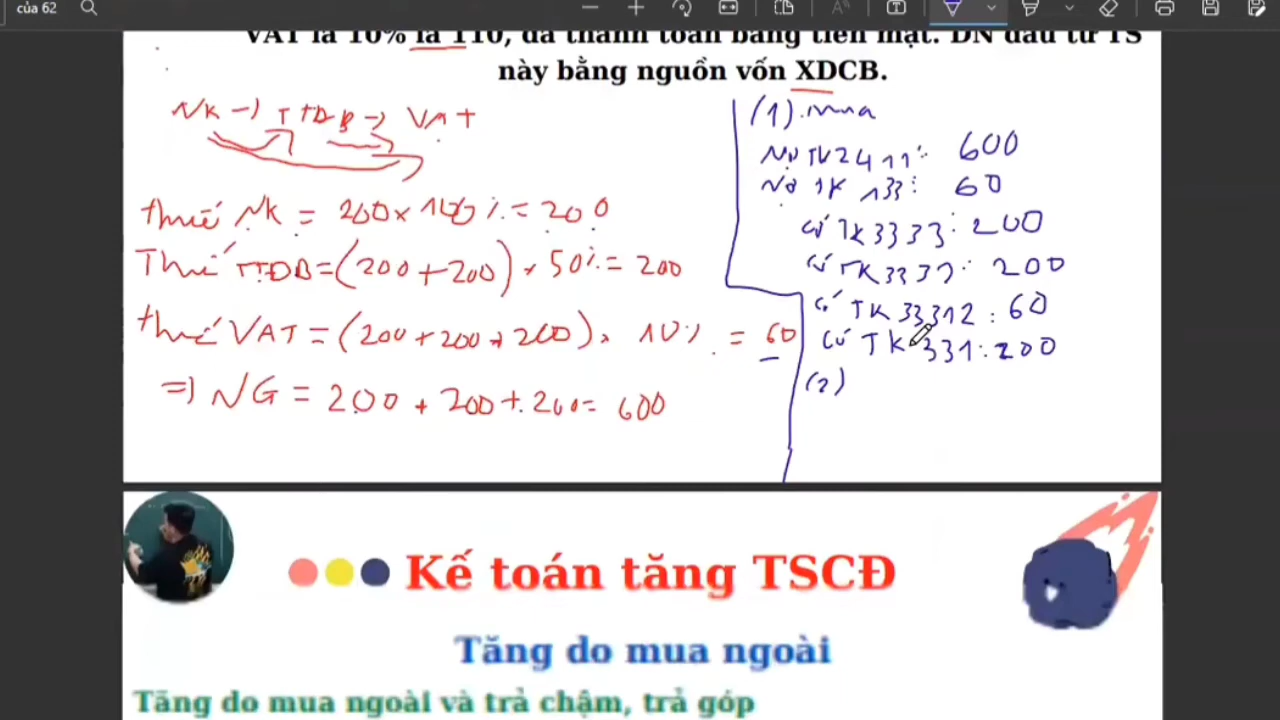 của 62
VAT là 10% là 110, đã thanh toán bằng tiền mặt. DN đầu tư TS
này bằng nguồn vốn XDCB.
NK → TTĐB → VAT
thuế NK = 200 x 100% = 200
Thuế TTĐB = (200 + 200) x 50% = 200
thuế VAT = (200 + 200 + 200) x 10% = 60
=> NG = 200 + 200 + 200 = 600
(1). Mua
Nợ TK 2411: 600
Nợ TK 133: 60
Có TK 3333: 200
Có TK 3332: 200
Có TK 33312: 60
Có TK 331: 200
(2)
Kế toán tăng TSCĐ
Tăng do mua ngoài
Tăng do mua ngoài và trả chậm, trả góp